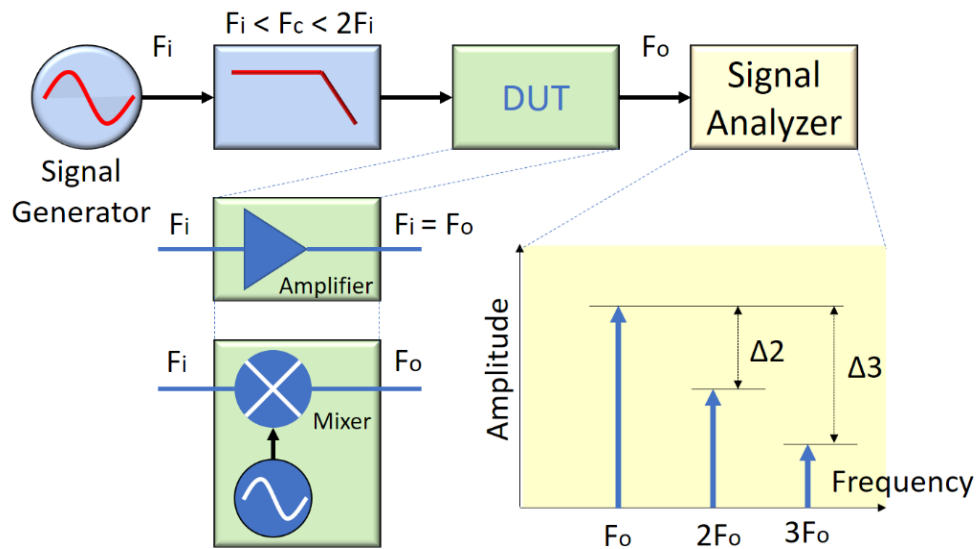 Fi
Fi < Fc < 2Fi
Fo
DUT
Signal
Analyzer
Signal
Generator
Fi
Fi = Fo
Amplifier
Fi
Fo
Mixer
Amplitude
Δ2
Δ3
Frequency
Fo
2Fo
3Fo